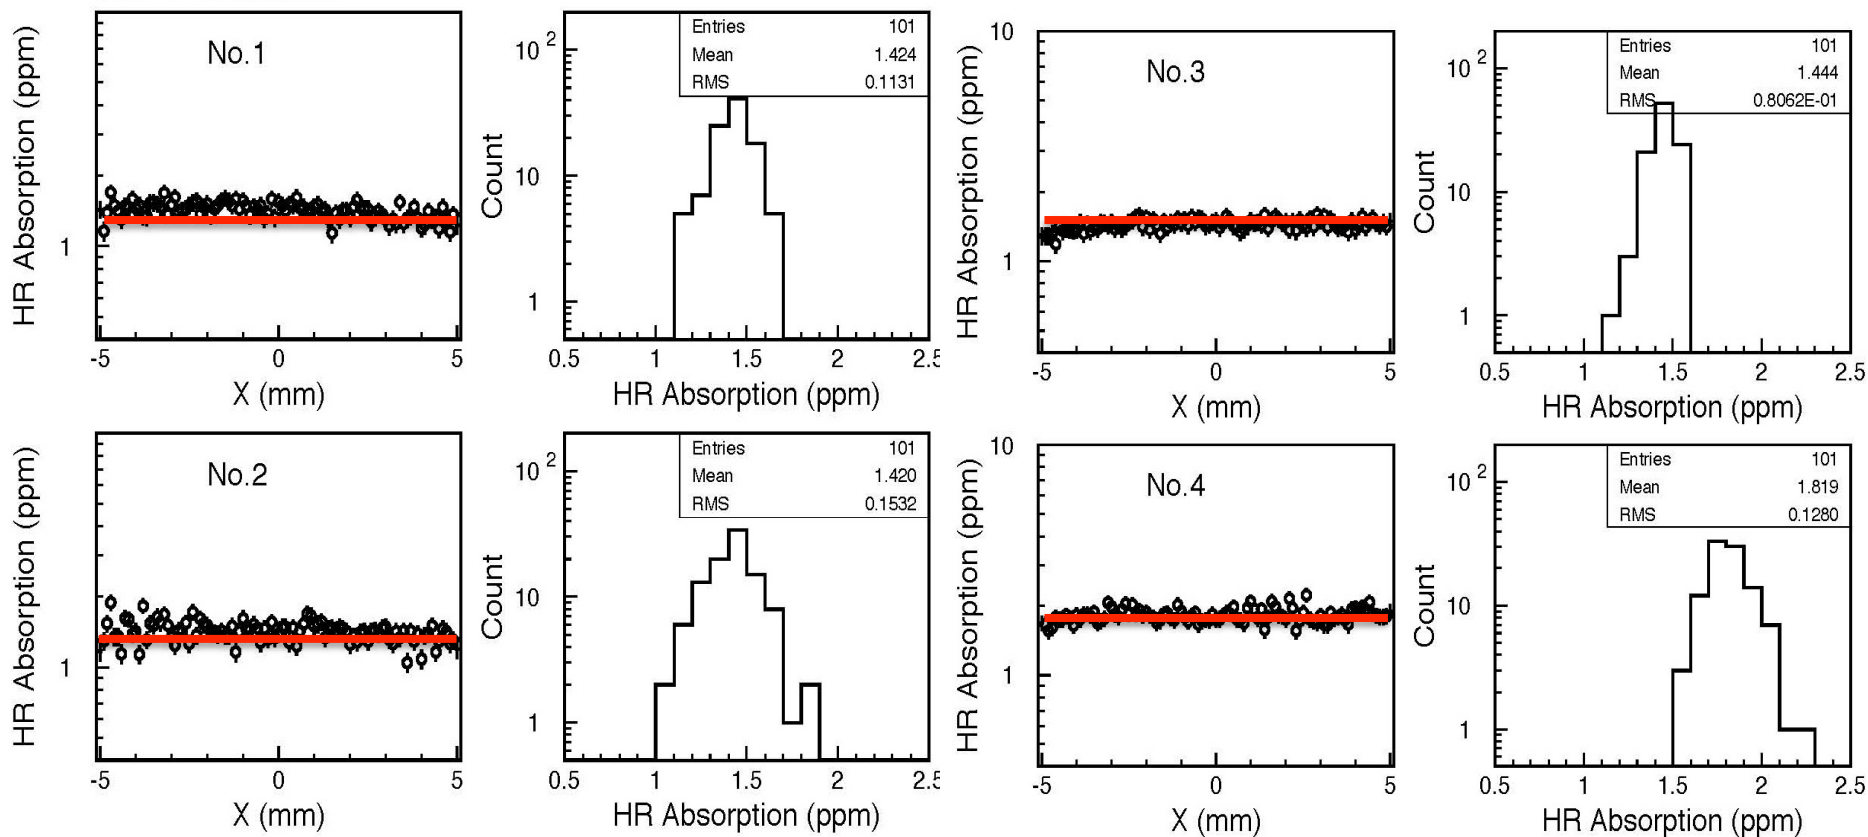 No.1
HR Absorption (ppm)
1
-5 0 5
X (mm)
Entries 101
Mean 1.424
RMS 0.1131
Count
10 2
10
1
0.5 1 1.5 2 2.5
HR Absorption (ppm)
No.3
HR Absorption (ppm)
10
1
-5 0 5
X (mm)
Entries 101
Mean 1.444
RMS 0.8062E-01
Count
10 2
10
1
0.5 1 1.5 2 2.5
HR Absorption (ppm)
No.2
HR Absorption (ppm)
1
-5 0 5
X (mm)
Entries 101
Mean 1.420
RMS 0.1532
Count
10 2
10
1
0.5 1 1.5 2 2.5
HR Absorption (ppm)
No.4
HR Absorption (ppm)
10
1
-5 0 5
X (mm)
Entries 101
Mean 1.819
RMS 0.1280
Count
10 2
10
1
0.5 1 1.5 2 2.5
HR Absorption (ppm)